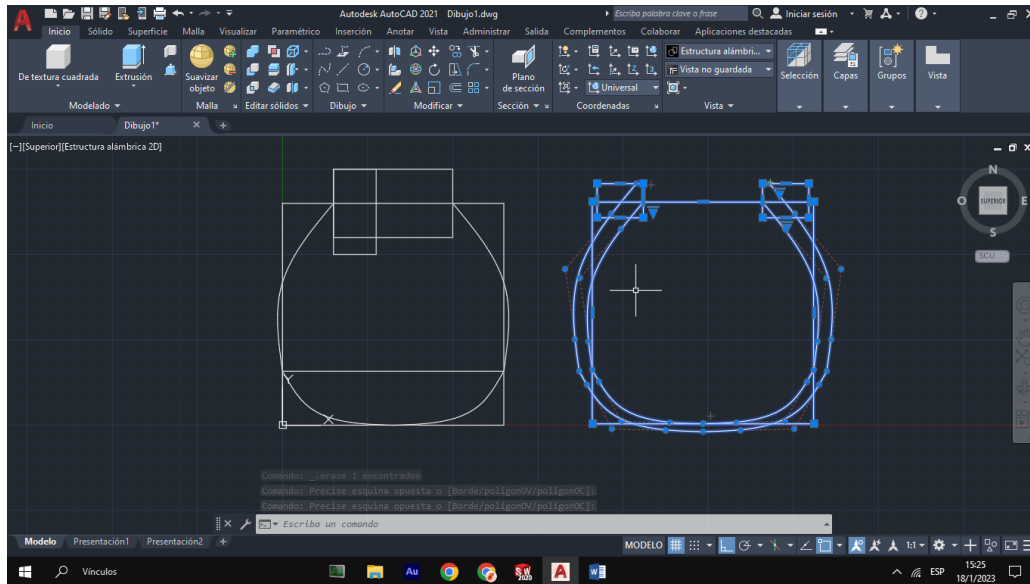 Autodesk AutoCAD 2021 Dibujo1.dwg
Escriba palabra clave o frase
Iniciar sesión
Inicio Sólido Superficie Malla Visualizar Paramétrico Inserción Anotar Vista Administrar Salida Complementos Colaborar Aplicaciones destacadas
De textura cuadrada
Extrusión
Suavizar objeto
Plano de sección
Estructura alámbri...
Vista no guardada
Universal
Selección
Capas
Grupos
Vista
Modelado Malla Editar sólidos Dibujo Modificar Sección Coordenadas Vista
Inicio Dibujo1*
[−][Superior][Estructura alámbrica 2D]
N
O SUPERIOR E
S
SCU
Y
X
Comando: _.erase 1 encontrados
Comando: Precise esquina opuesta o [Borde/polígonOV/polígonOC]:
Comando: Precise esquina opuesta o [Borde/polígonOV/polígonOC]:
Escriba un comando
Modelo Presentación1 Presentación2
MODELO
1:1
Vínculos
Au
SW 2020
A
W
ESP
15:25
18/1/2023